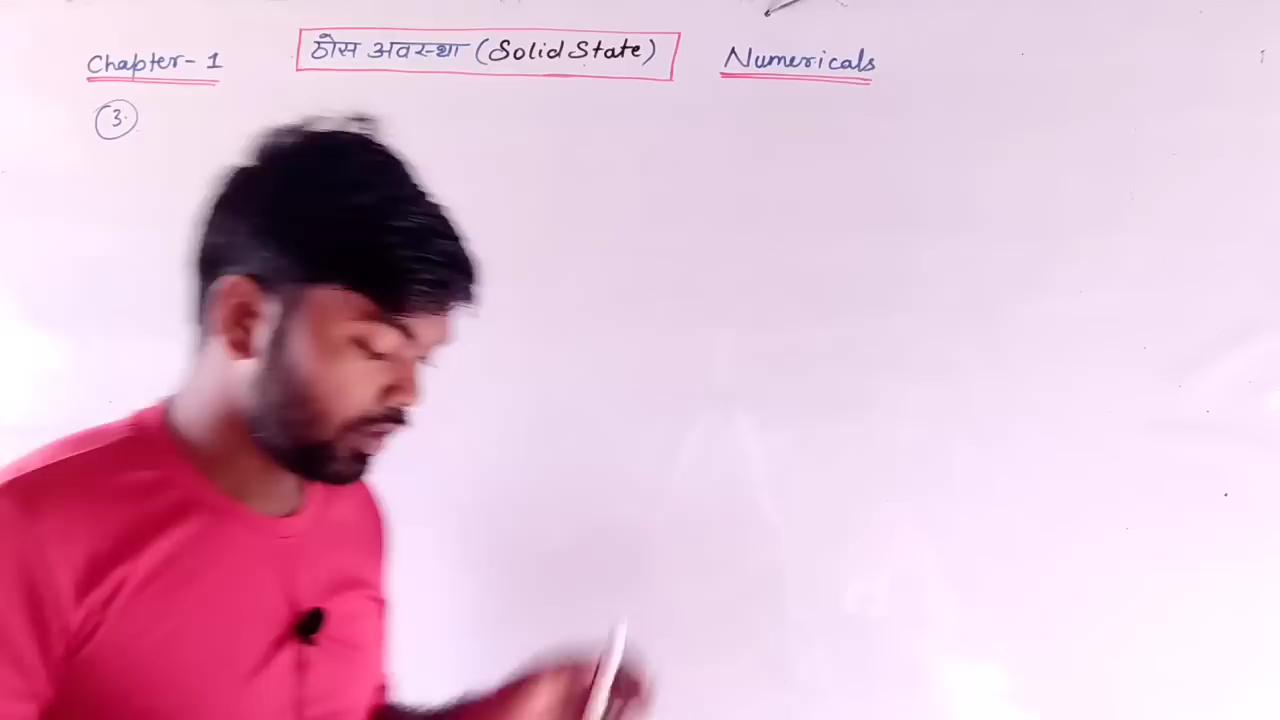 Chapter-1 ठोस अवस्था (Solid State) Numericals
3.